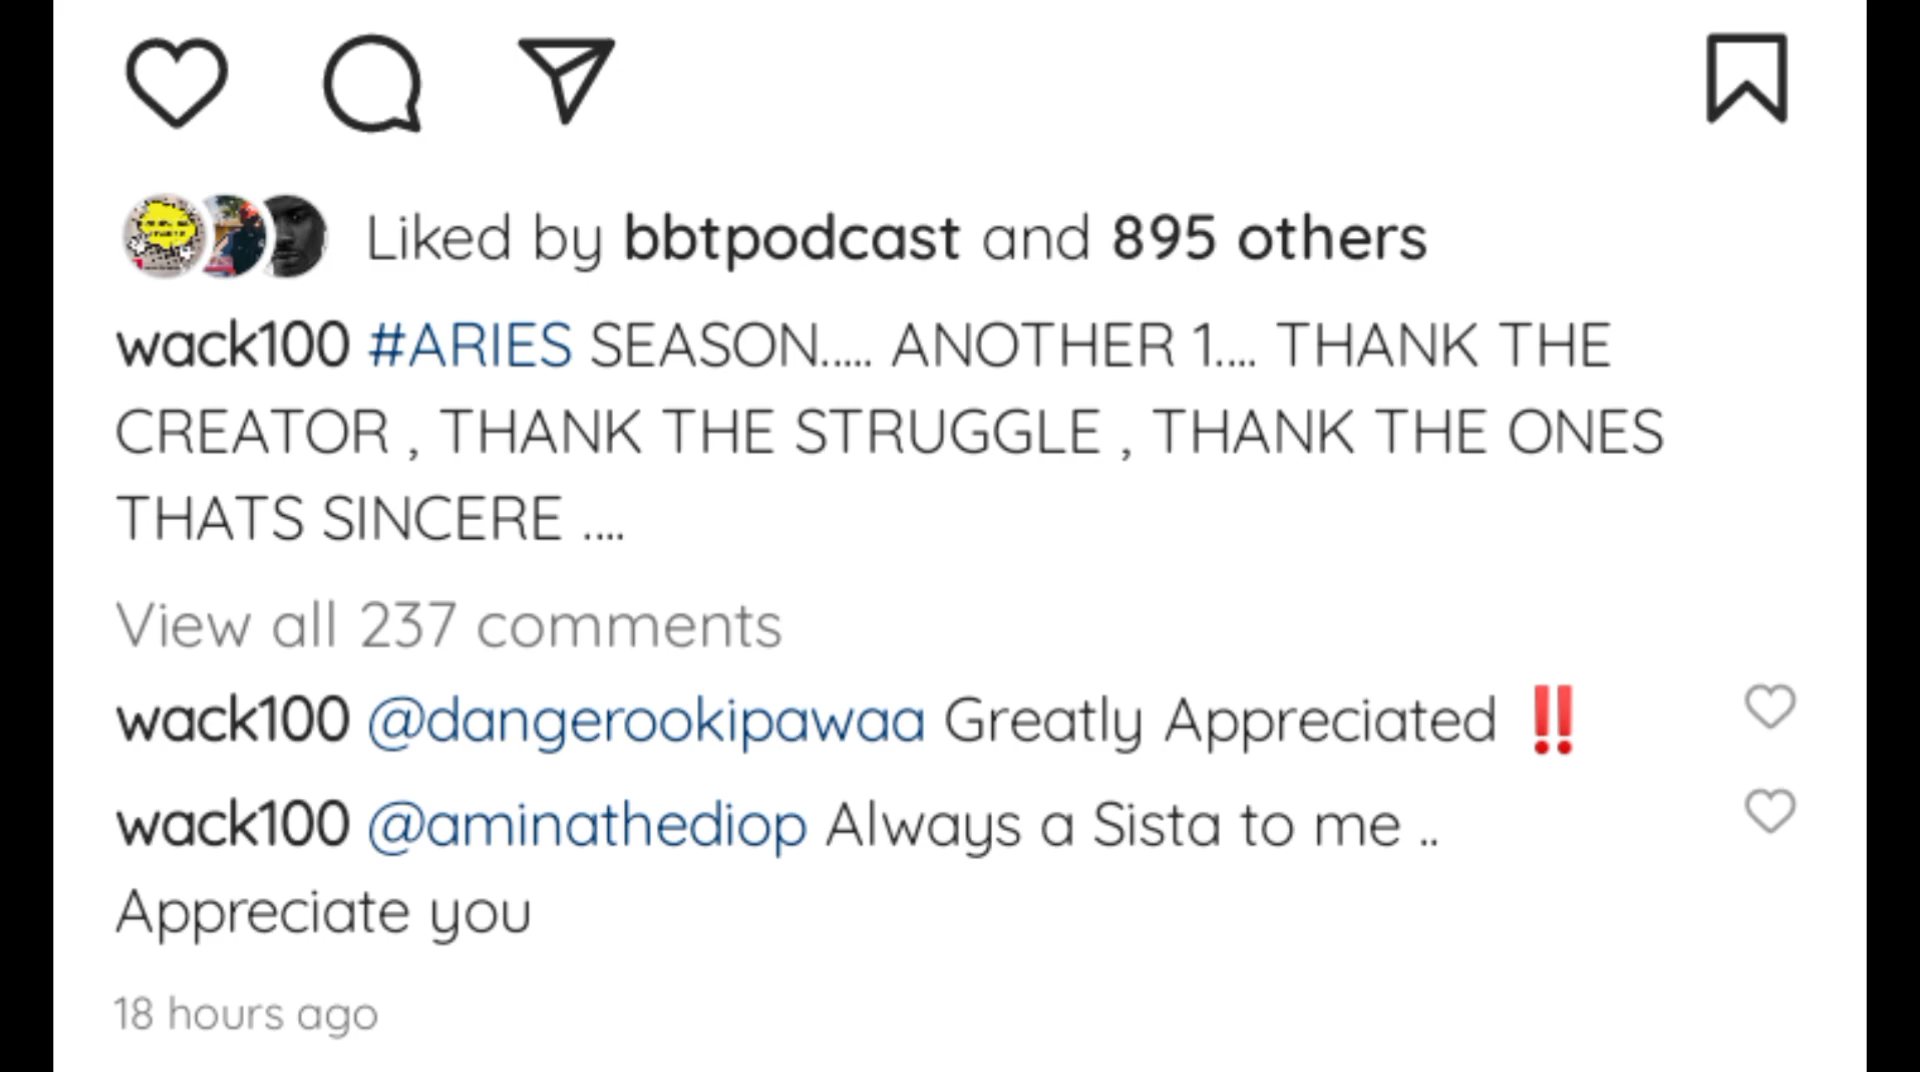 Liked by bbtpodcast and 895 others
wack100 #ARIES SEASON..... ANOTHER 1.... THANK THE
CREATOR , THANK THE STRUGGLE , THANK THE ONES
THATS SINCERE ....
View all 237 comments
wack100 @dangerookipawaa Greatly Appreciated ‼️
wack100 @aminathediop Always a Sista to me ..
Appreciate you
18 hours ago